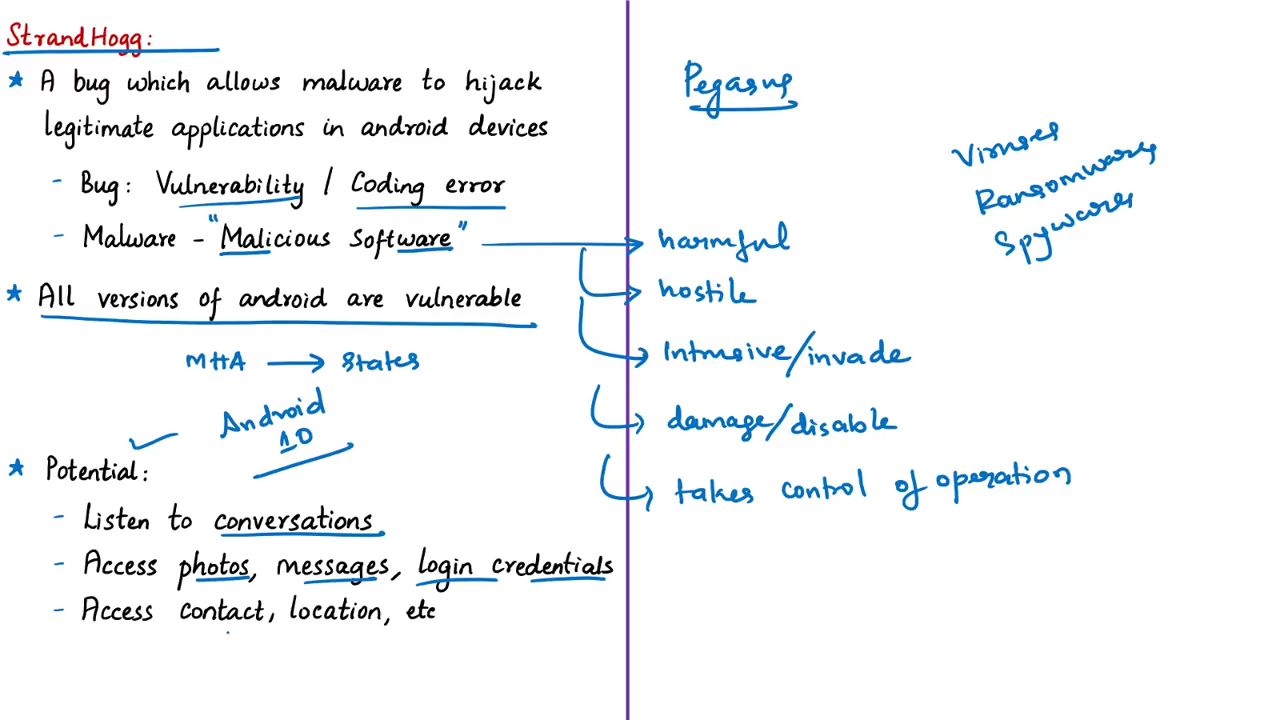 StrandHogg:
* A bug which allows malware to hijack
legitimate applications in android devices
- Bug: Vulnerability / Coding error
- Malware - "Malicious Software"
* All versions of android are vulnerable
MHA → States
Android
10
* Potential:
- Listen to conversations
- Access photos, messages, login credentials
- Access contact, location, etc
Pegasus
Viruses
Ransomwares
Spywares
harmful
hostile
Intrusive/invade
damage/disable
takes control of operation